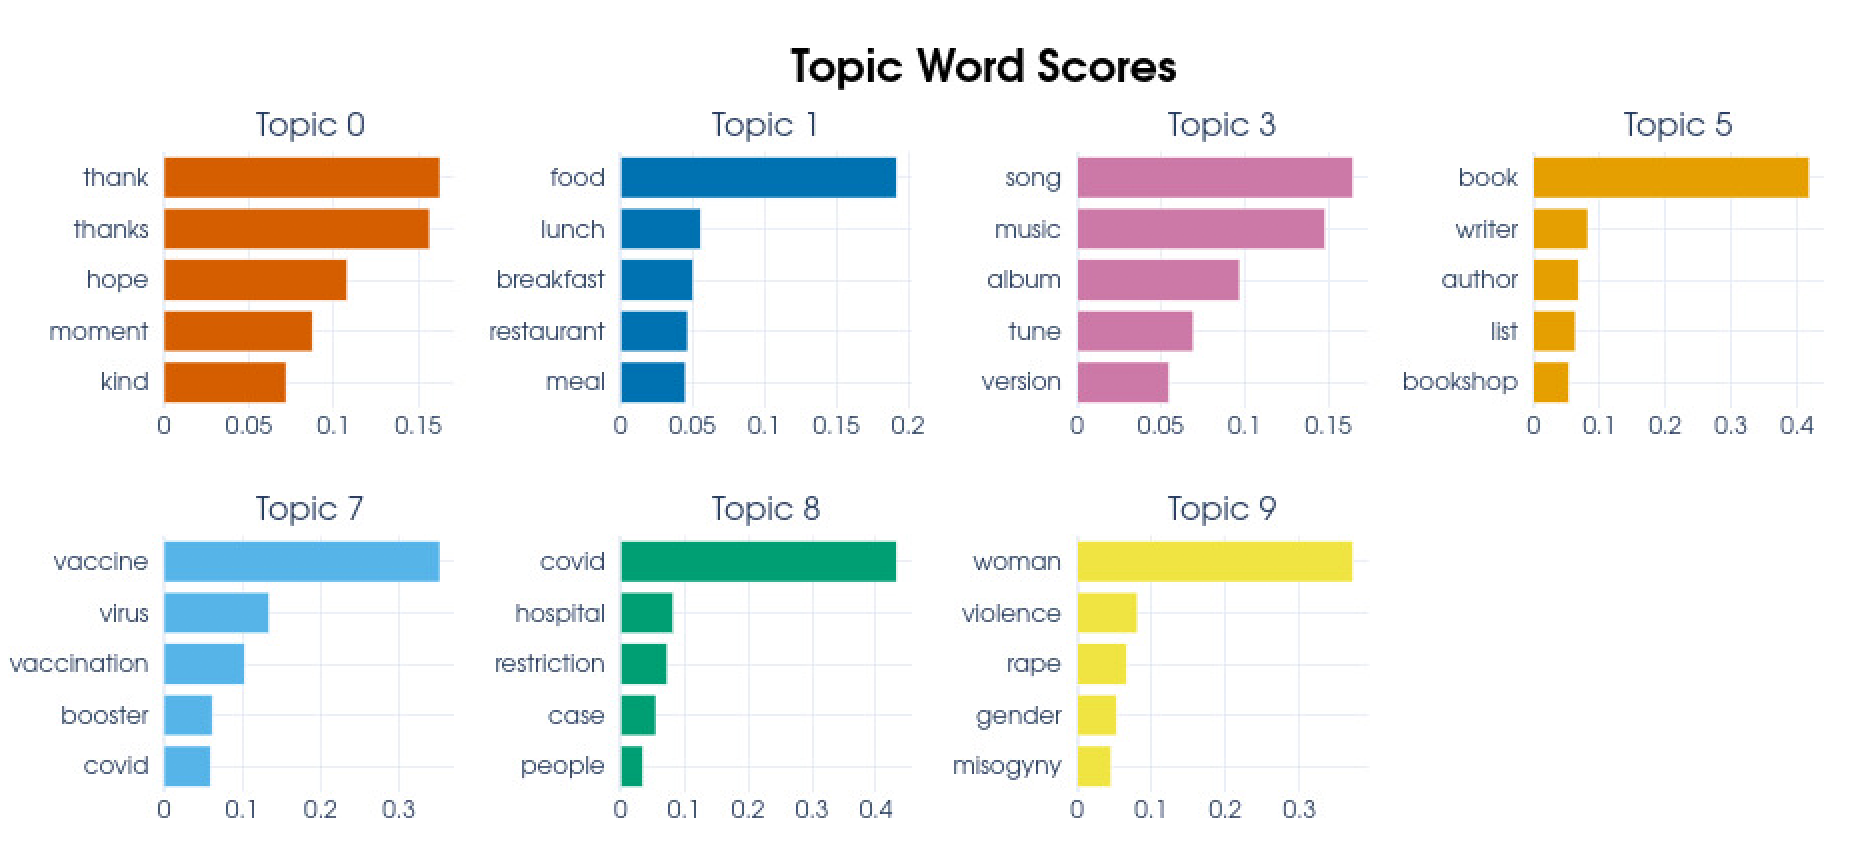 Topic Word Scores
Topic 0
thank
thanks
hope
moment
kind
0 0.05 0.1 0.15
Topic 1
food
lunch
breakfast
restaurant
meal
0 0.05 0.1 0.15 0.2
Topic 3
song
music
album
tune
version
0 0.05 0.1 0.15
Topic 5
book
writer
author
list
bookshop
0 0.1 0.2 0.3 0.4
Topic 7
vaccine
virus
vaccination
booster
covid
0 0.1 0.2 0.3
Topic 8
covid
hospital
restriction
case
people
0 0.1 0.2 0.3 0.4
Topic 9
woman
violence
rape
gender
misogyny
0 0.1 0.2 0.3